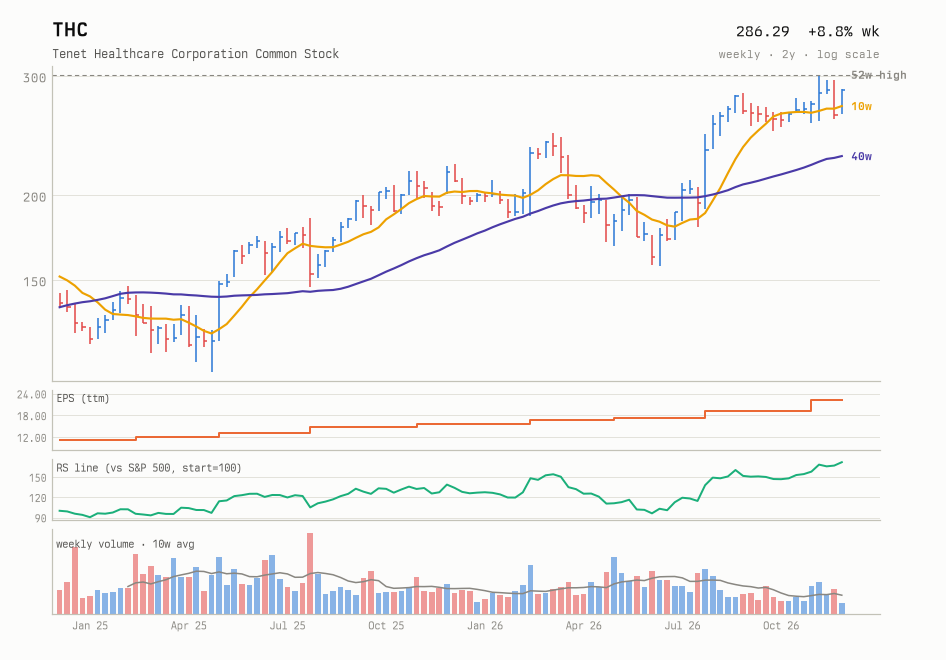 THC
286.29 +8.8% wk
Tenet Healthcare Corporation Common Stock
weekly · 2y · log scale
300
52w high
10w
40w
200
150
24.00
EPS (ttm)
18.00
12.00
RS line (vs S&P 500, start=100)
150
120
90
weekly volume · 10w avg
Jan 25 Apr 25 Jul 25 Oct 25 Jan 26 Apr 26 Jul 26 Oct 26